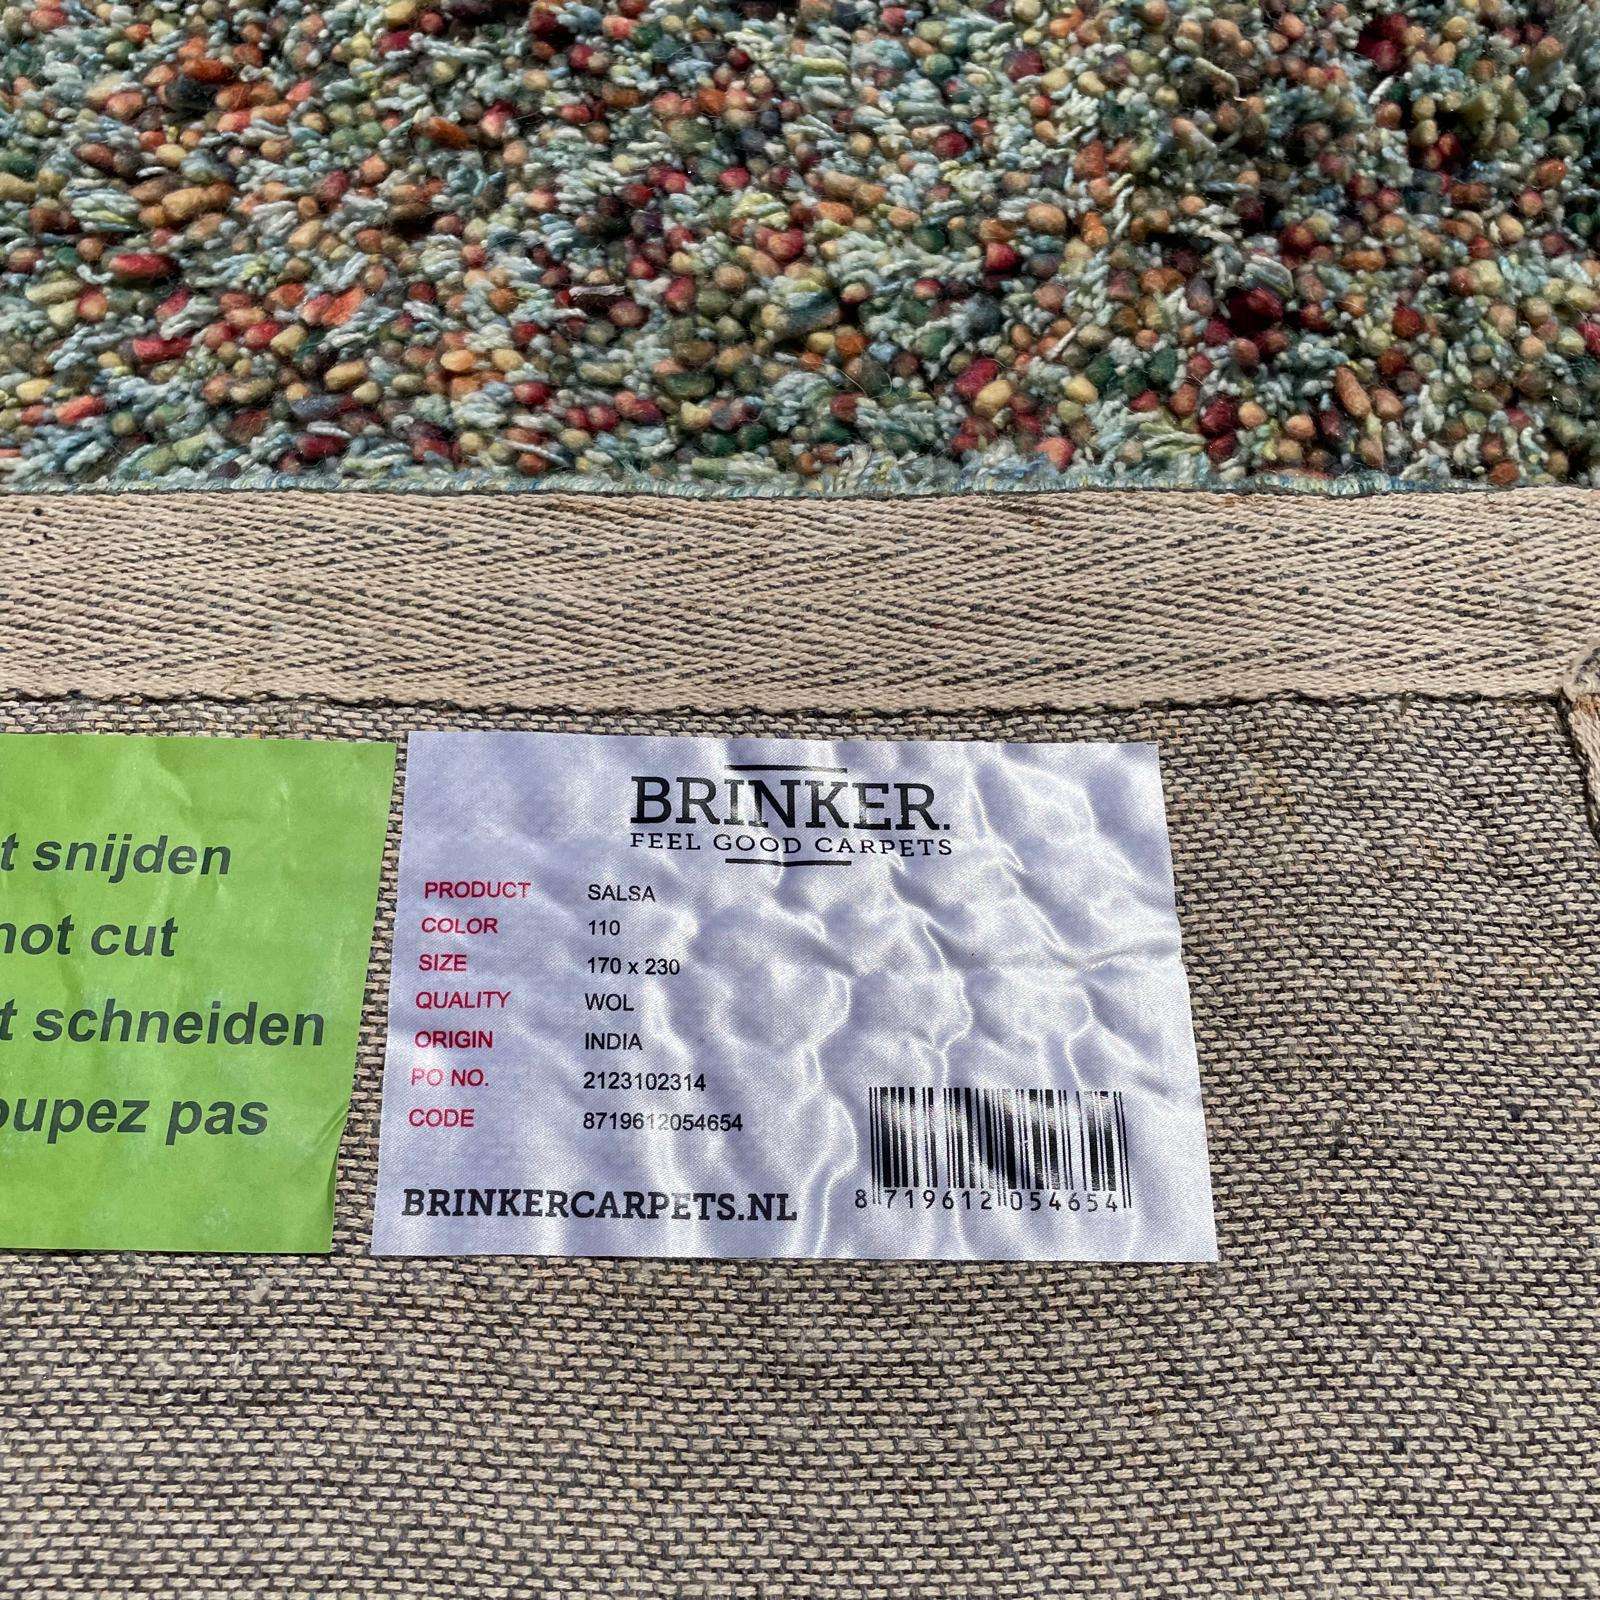 t snijden
not cut
t schneiden
oupez pas
BRINKER.
FEEL GOOD CARPETS
PRODUCT SALSA
COLOR 110
SIZE 170 x 230
QUALITY WOL
ORIGIN INDIA
PO NO. 2123102314
CODE 8719612054654
BRINKERCARPETS.NL
8 719612 054654